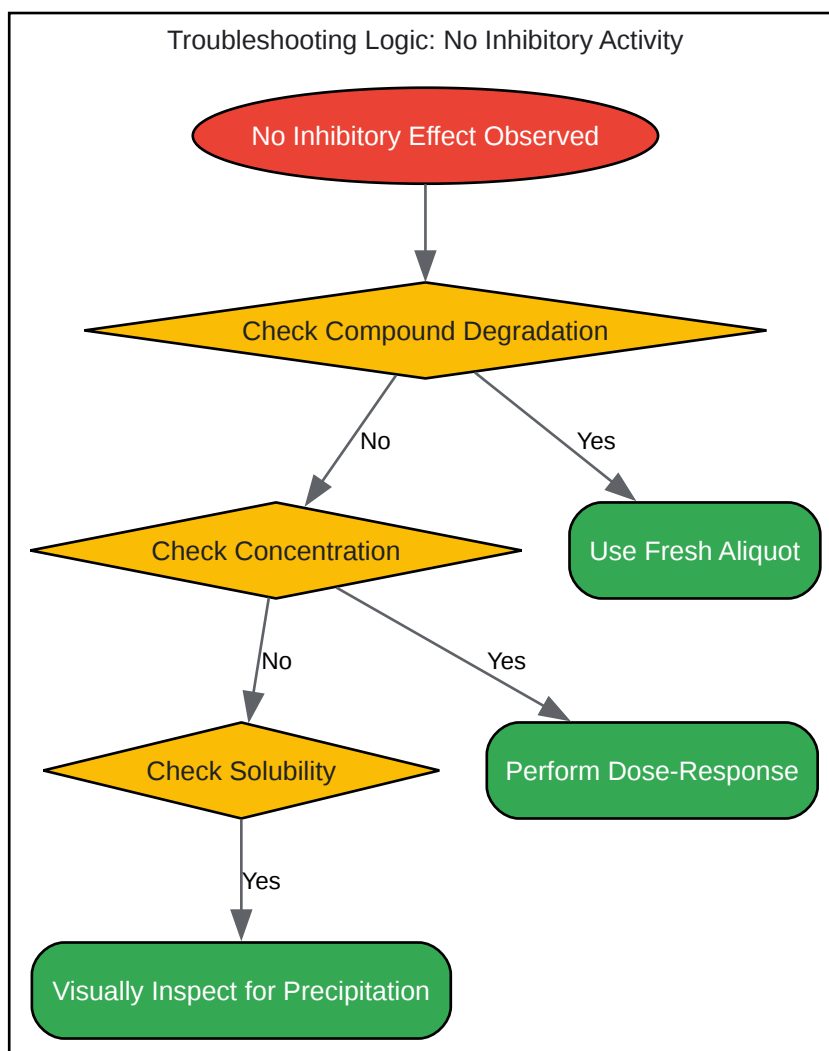 Troubleshooting Logic: No Inhibitory Activity
No Inhibitory Effect Observed
Check Compound Degradation
No
Yes
Check Concentration
Use Fresh Aliquot
No
Yes
Check Solubility
Perform Dose-Response
Yes
Visually Inspect for Precipitation